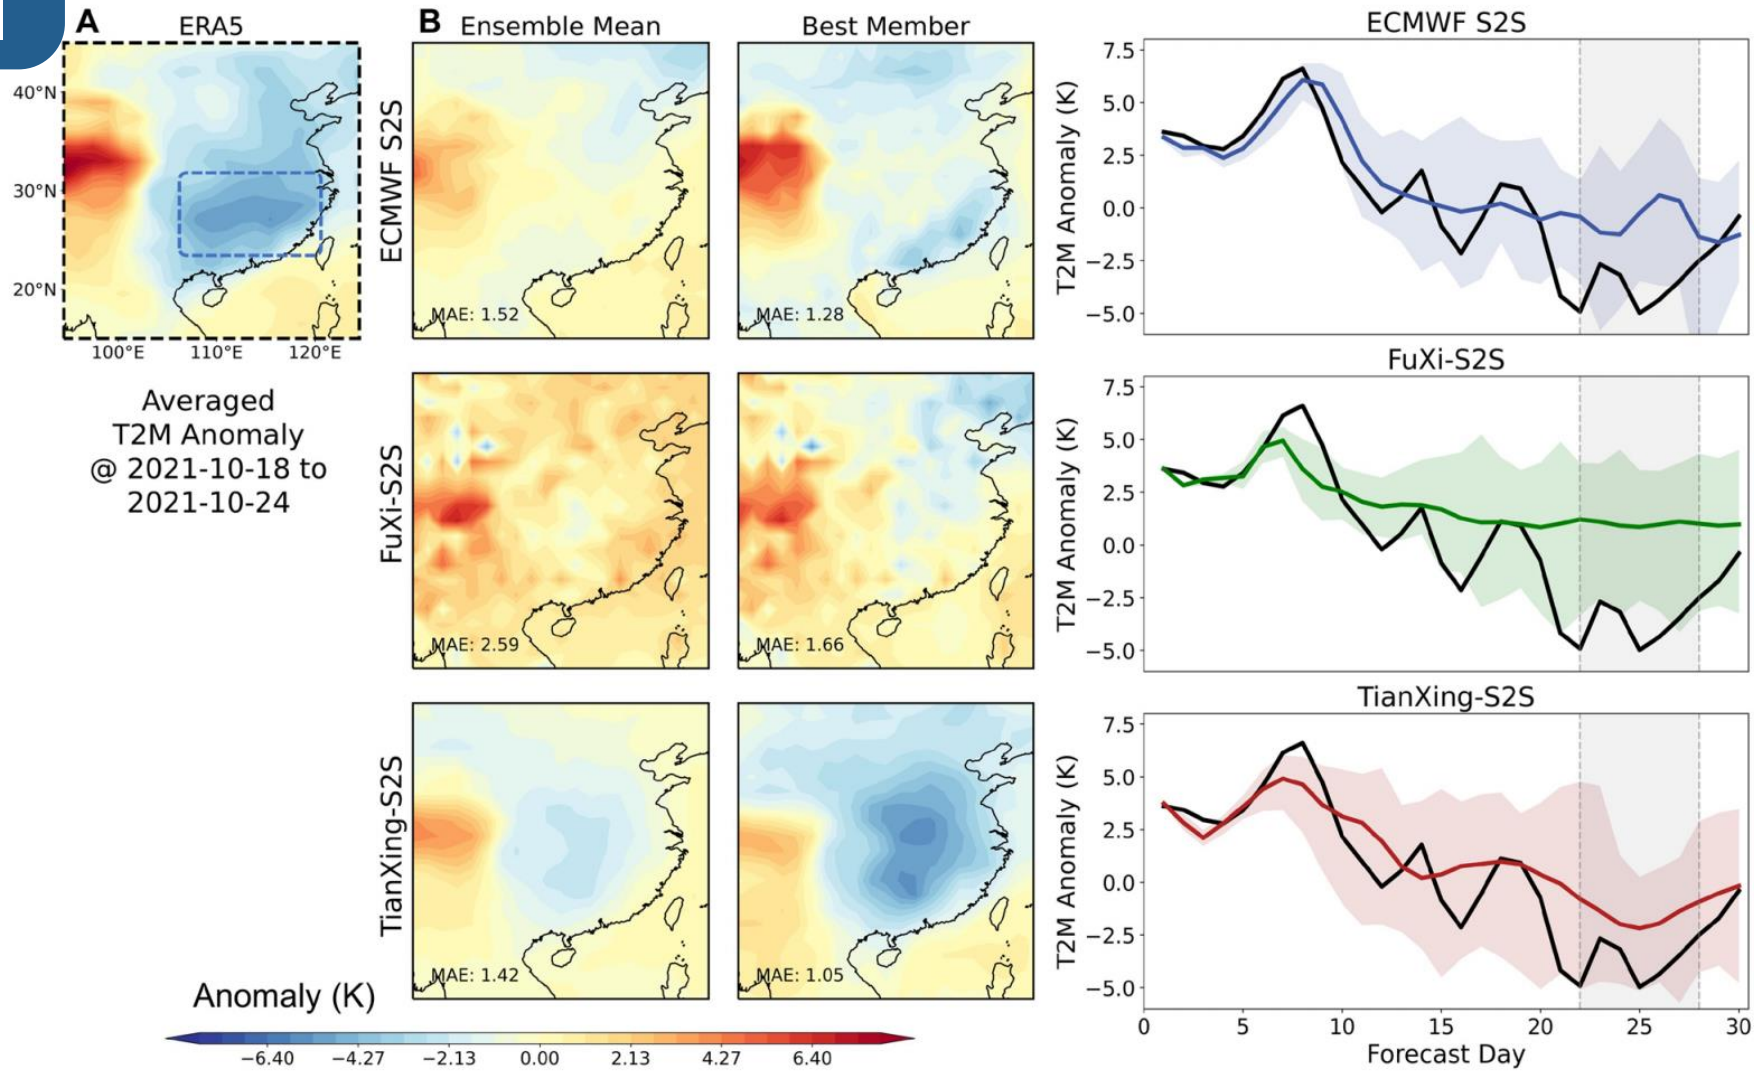 A
ERA5
40°N
30°N
20°N
100°E
110°E
120°E
Averaged
T2M Anomaly
@ 2021-10-18 to
2021-10-24
B
Ensemble Mean
Best Member
ECMWF S2S
MAE: 1.52
MAE: 1.28
FuXi-S2S
MAE: 2.59
MAE: 1.66
TianXing-S2S
MAE: 1.42
MAE: 1.05
Anomaly (K)
−6.40
−4.27
−2.13
0.00
2.13
4.27
6.40
ECMWF S2S
T2M Anomaly (K)
7.5
5.0
2.5
0.0
−2.5
−5.0
FuXi-S2S
T2M Anomaly (K)
7.5
5.0
2.5
0.0
−2.5
−5.0
TianXing-S2S
T2M Anomaly (K)
7.5
5.0
2.5
0.0
−2.5
−5.0
0
5
10
15
20
25
30
Forecast Day